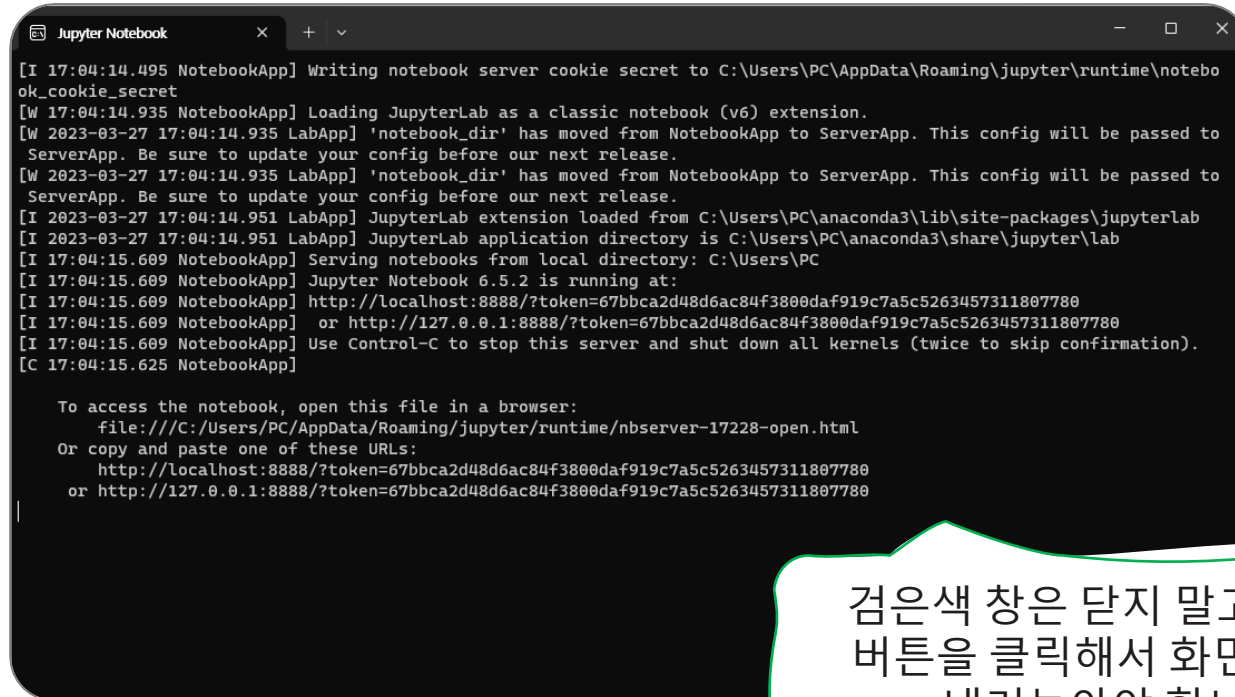 Jupyter Notebook
[I 17:04:14.495 NotebookApp] Writing notebook server cookie secret to C:\Users\PC\AppData\Roaming\jupyter\runtime\notebo
ok_cookie_secret
[W 17:04:14.935 NotebookApp] Loading JupyterLab as a classic notebook (v6) extension.
[W 2023-03-27 17:04:14.935 LabApp] 'notebook_dir' has moved from NotebookApp to ServerApp. This config will be passed to
ServerApp. Be sure to update your config before our next release.
[W 2023-03-27 17:04:14.935 LabApp] 'notebook_dir' has moved from NotebookApp to ServerApp. This config will be passed to
ServerApp. Be sure to update your config before our next release.
[I 2023-03-27 17:04:14.951 LabApp] JupyterLab extension loaded from C:\Users\PC\anaconda3\lib\site-packages\jupyterlab
[I 2023-03-27 17:04:14.951 LabApp] JupyterLab application directory is C:\Users\PC\anaconda3\share\jupyter\lab
[I 17:04:15.609 NotebookApp] Serving notebooks from local directory: C:\Users\PC
[I 17:04:15.609 NotebookApp] Jupyter Notebook 6.5.2 is running at:
[I 17:04:15.609 NotebookApp] http://localhost:8888/?token=67bbca2d48d6ac84f3800daf919c7a5c5263457311807780
[I 17:04:15.609 NotebookApp]  or http://127.0.0.1:8888/?token=67bbca2d48d6ac84f3800daf919c7a5c5263457311807780
[I 17:04:15.609 NotebookApp] Use Control-C to stop this server and shut down all kernels (twice to skip confirmation).
[C 17:04:15.625 NotebookApp]
To access the notebook, open this file in a browser:
file:///C:/Users/PC/AppData/Roaming/jupyter/runtime/nbserver-17228-open.html
Or copy and paste one of these URLs:
http://localhost:8888/?token=67bbca2d48d6ac84f3800daf919c7a5c5263457311807780
or http://127.0.0.1:8888/?token=67bbca2d48d6ac84f3800daf919c7a5c5263457311807780
검은색 창은 닫지 말고
버튼을 클릭해서